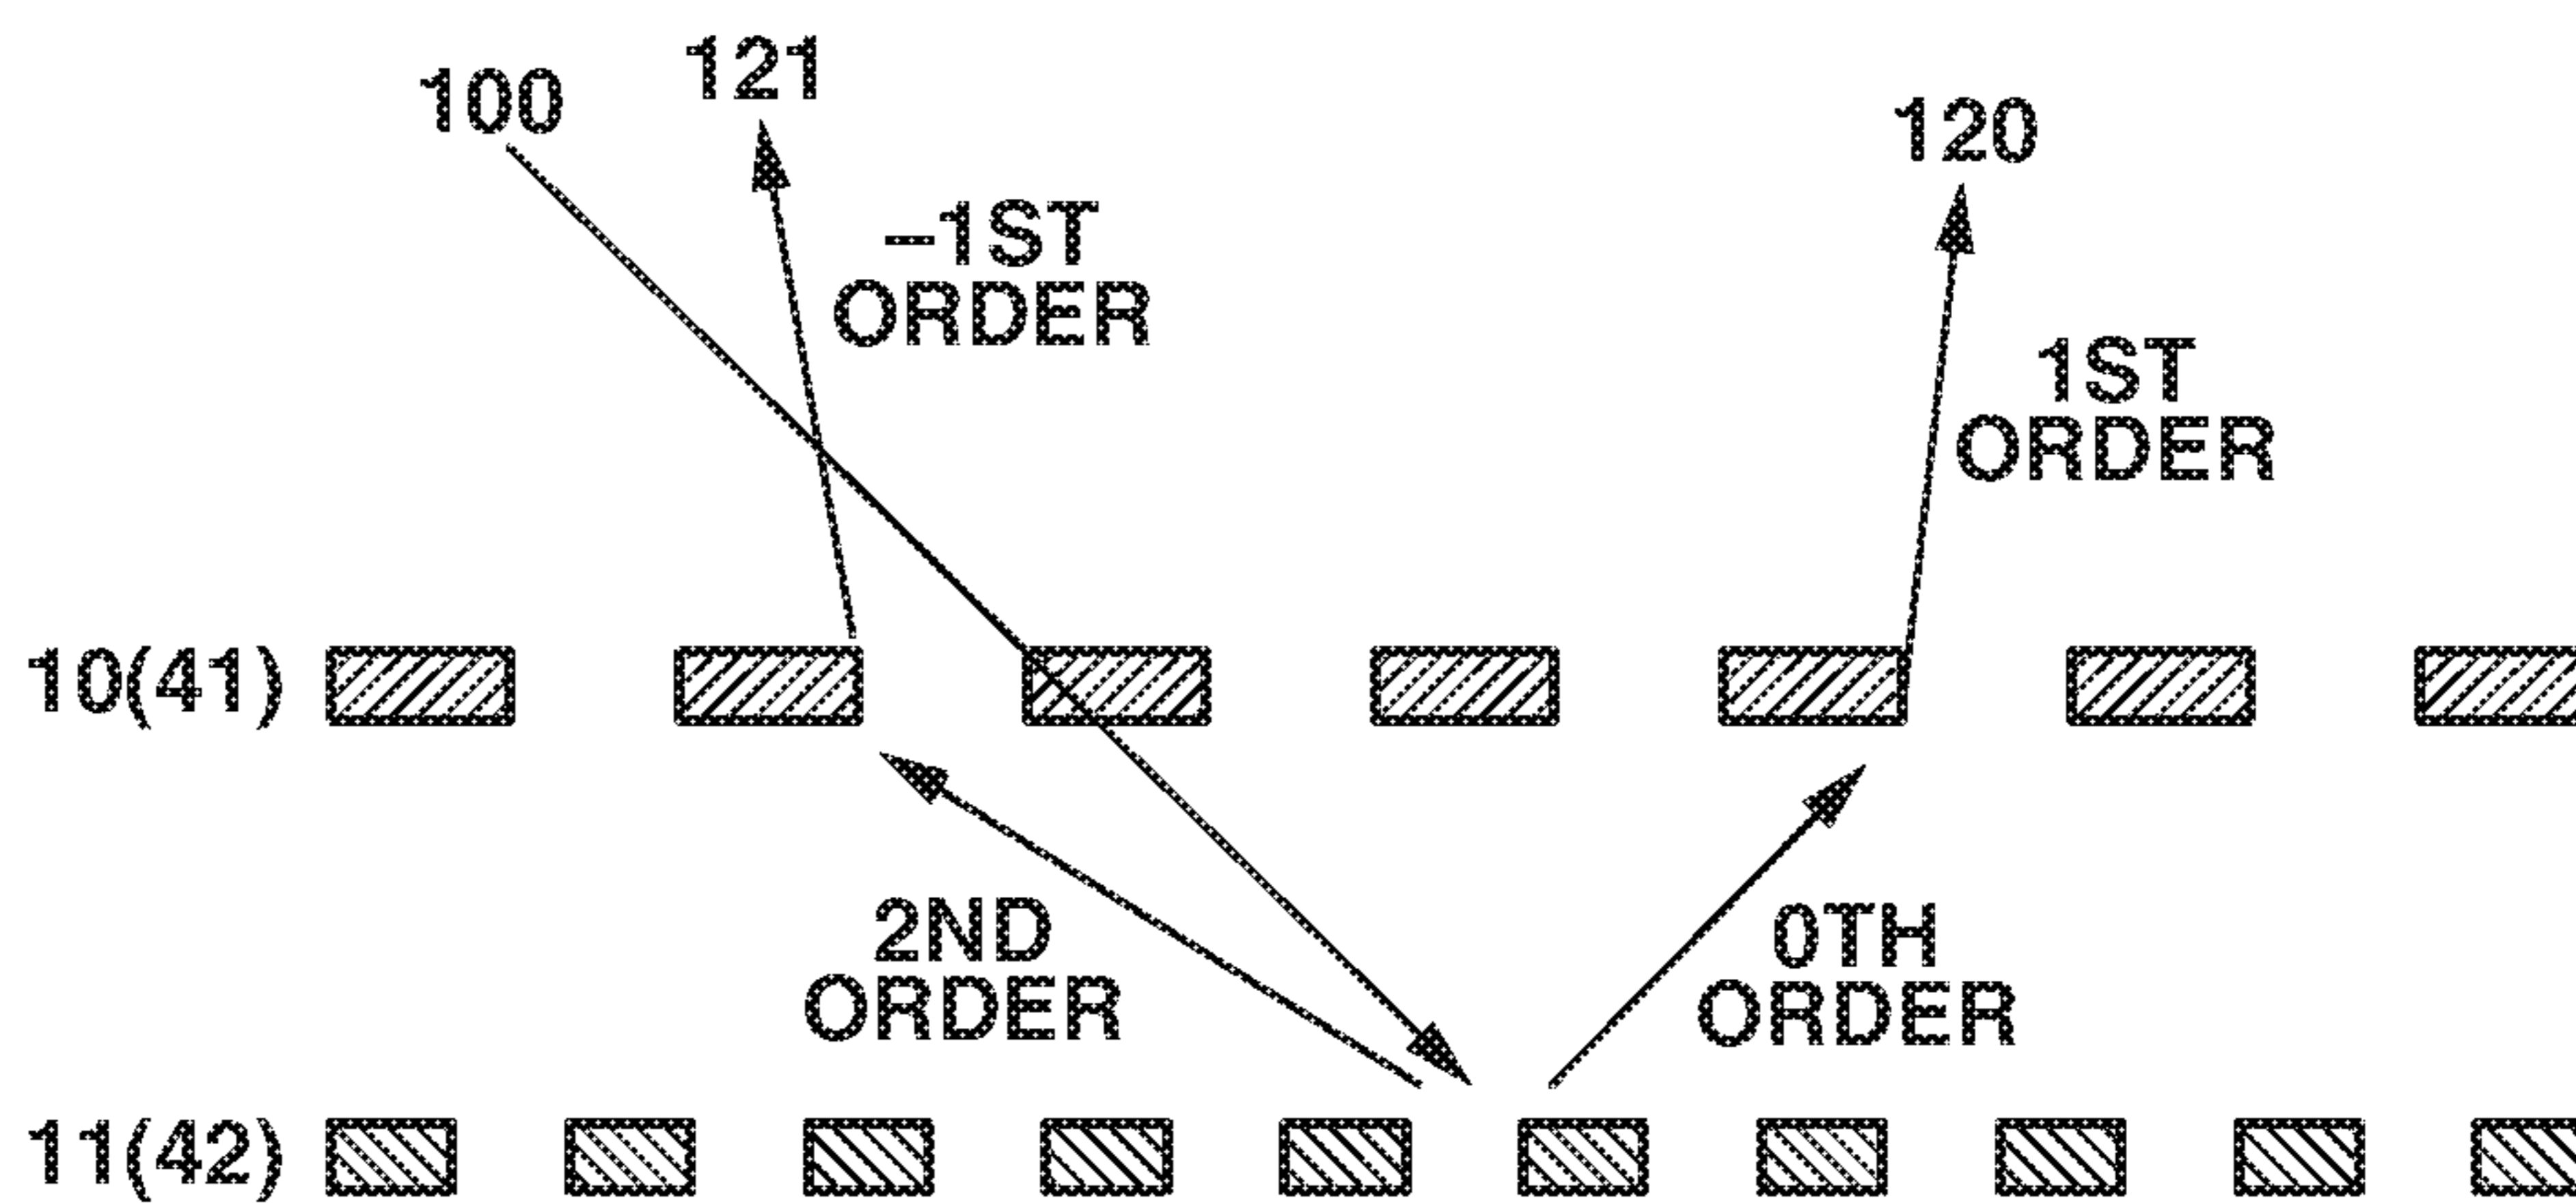 100
121
120
–1ST
ORDER
1ST
ORDER
10(41)
2ND
ORDER
0TH
ORDER
11(42)